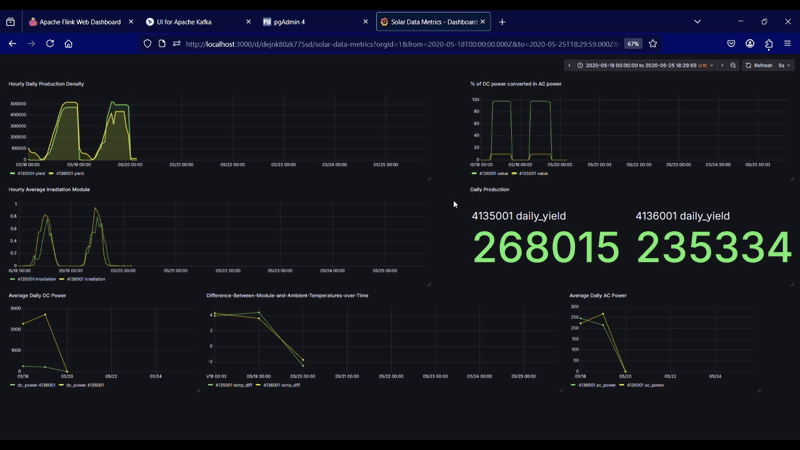 Apache Flink Web Dashboard
UI for Apache Kafka
pgAdmin 4
Solar Data Metrics - Dashboard
http://localhost:3000/d/dejnk80zk775sd/solar-data-metrics?orgId=1&from=2020-05-18T00:00:00.000Z&to=2020-05-25T18:29:59.000Z
67%
2020-05-18 00:00:00 to 2020-05-25 18:29:59 UTC
Refresh 5s
Hourly Daily Production Density
500000
400000
300000
200000
100000
0
05/18 00:00 05/19 00:00 05/20 00:00 05/21 00:00 05/22 00:00 05/23 00:00 05/24 00:00 05/25 00:00
4135001 yield 4136001 yield
% of DC power converted in AC power
100
80
60
40
20
0
05/18 00:00 05/19 00:00 05/20 00:00 05/21 00:00 05/22 00:00 05/23 00:00 05/24 00:00 05/25 00:00
4136001 value 4135001 value
Hourly Average Irradiation Module
1
0.8
0.6
0.4
0.2
0
05/18 00:00 05/19 00:00 05/20 00:00 05/21 00:00 05/22 00:00 05/23 00:00 05/24 00:00 05/25 00:00
4135001 irradiation 4136001 irradiation
Daily Production
4135001 daily_yield 4136001 daily_yield
268015 235334
Average Daily DC Power
3000
2000
1000
0
05/18 05/20 05/22 05/24
dc_power 4136001 dc_power 4135001
Difference-Between-Module-and-Ambient-Temperatures-over-Time
4
2
0
-2
05/18 00:00 05/19 00:00 05/20 00:00 05/21 00:00 05/22 00:00 05/23 00:00 05/24 00:00 05/25 00:00
4135001 temp_diff 4136001 temp_diff
Average Daily AC Power
300
250
200
150
100
50
0
05/18 05/20 05/22 05/24
4136001 ac_power 4135001 ac_power